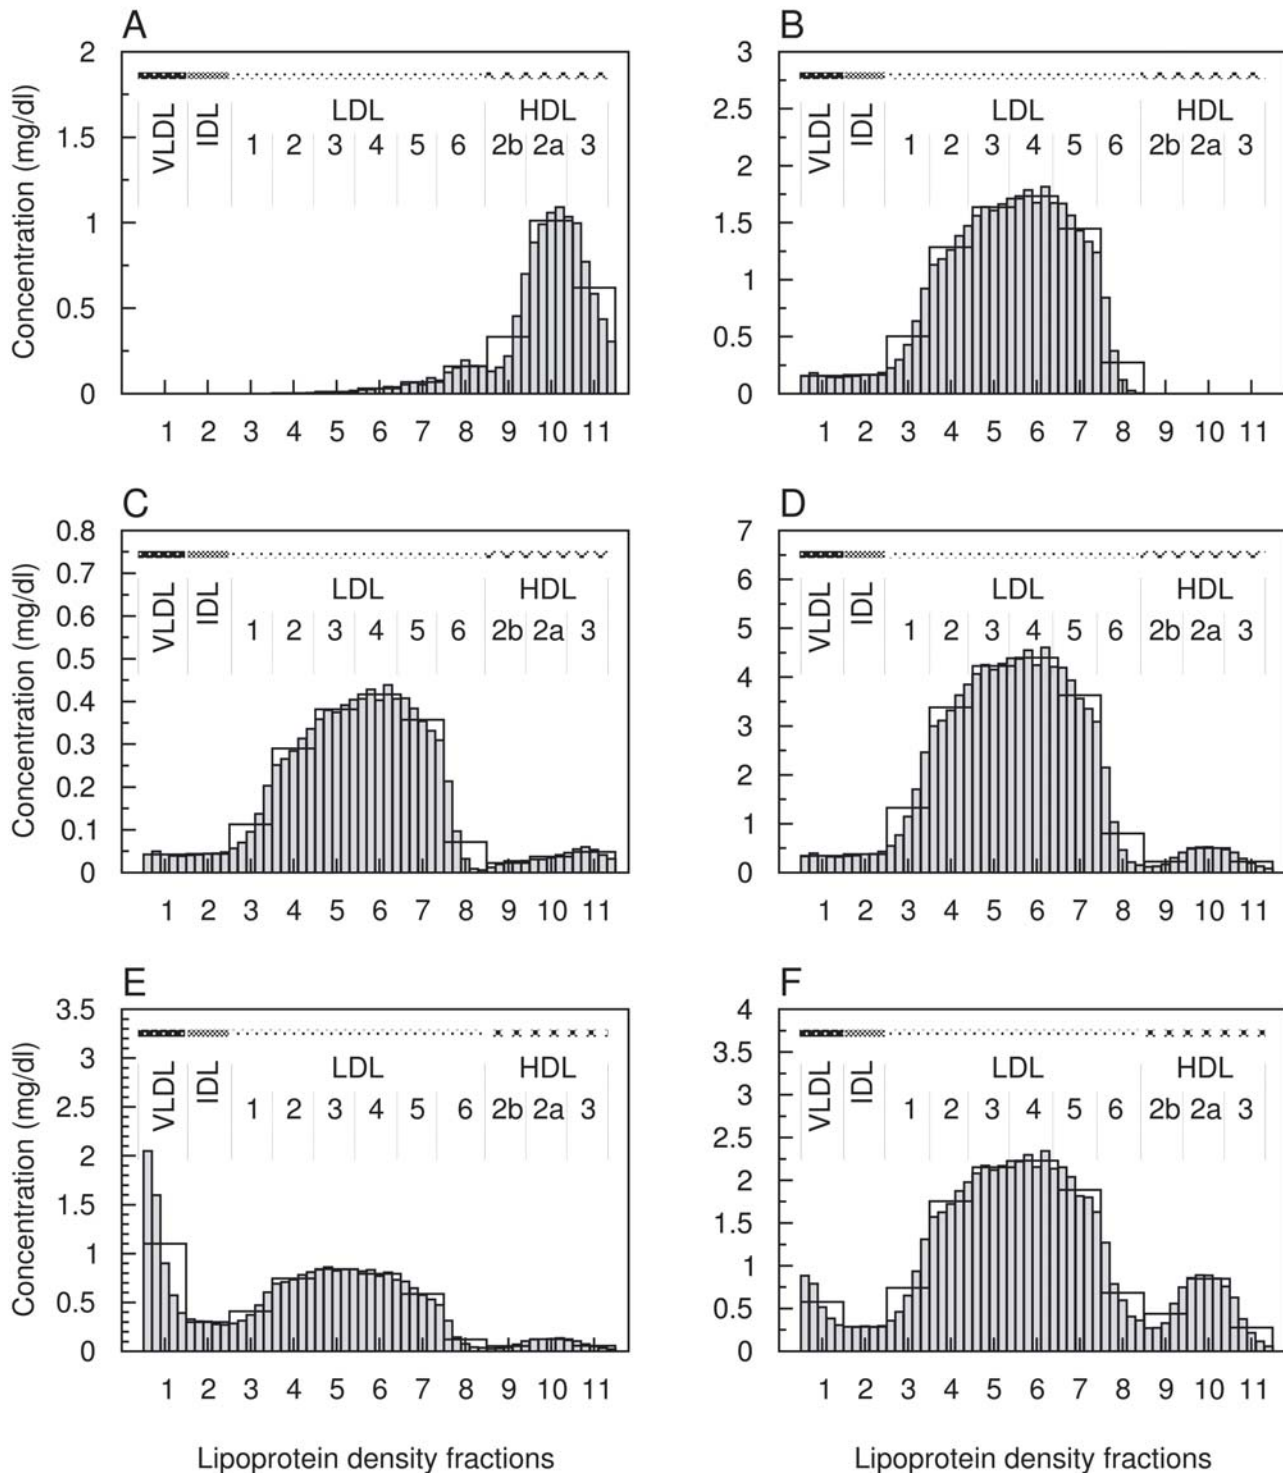 A
Concentration (mg/dl)
2
1.5
1
0.5
0
VLDL
IDL
LDL
HDL
1 2 3 4 5 6 2b 2a 3
1 2 3 4 5 6 7 8 9 10 11
B
3
2.5
2
1.5
1
0.5
0
VLDL
IDL
LDL
HDL
1 2 3 4 5 6 2b 2a 3
1 2 3 4 5 6 7 8 9 10 11
C
Concentration (mg/dl)
0.8
0.7
0.6
0.5
0.4
0.3
0.2
0.1
0
VLDL
IDL
LDL
HDL
1 2 3 4 5 6 2b 2a 3
1 2 3 4 5 6 7 8 9 10 11
D
7
6
5
4
3
2
1
0
VLDL
IDL
LDL
HDL
1 2 3 4 5 6 2b 2a 3
1 2 3 4 5 6 7 8 9 10 11
E
Concentration (mg/dl)
3.5
3
2.5
2
1.5
1
0.5
0
VLDL
IDL
LDL
HDL
1 2 3 4 5 6 2b 2a 3
1 2 3 4 5 6 7 8 9 10 11
Lipoprotein density fractions
F
4
3.5
3
2.5
2
1.5
1
0.5
0
VLDL
IDL
LDL
HDL
1 2 3 4 5 6 2b 2a 3
1 2 3 4 5 6 7 8 9 10 11
Lipoprotein density fractions